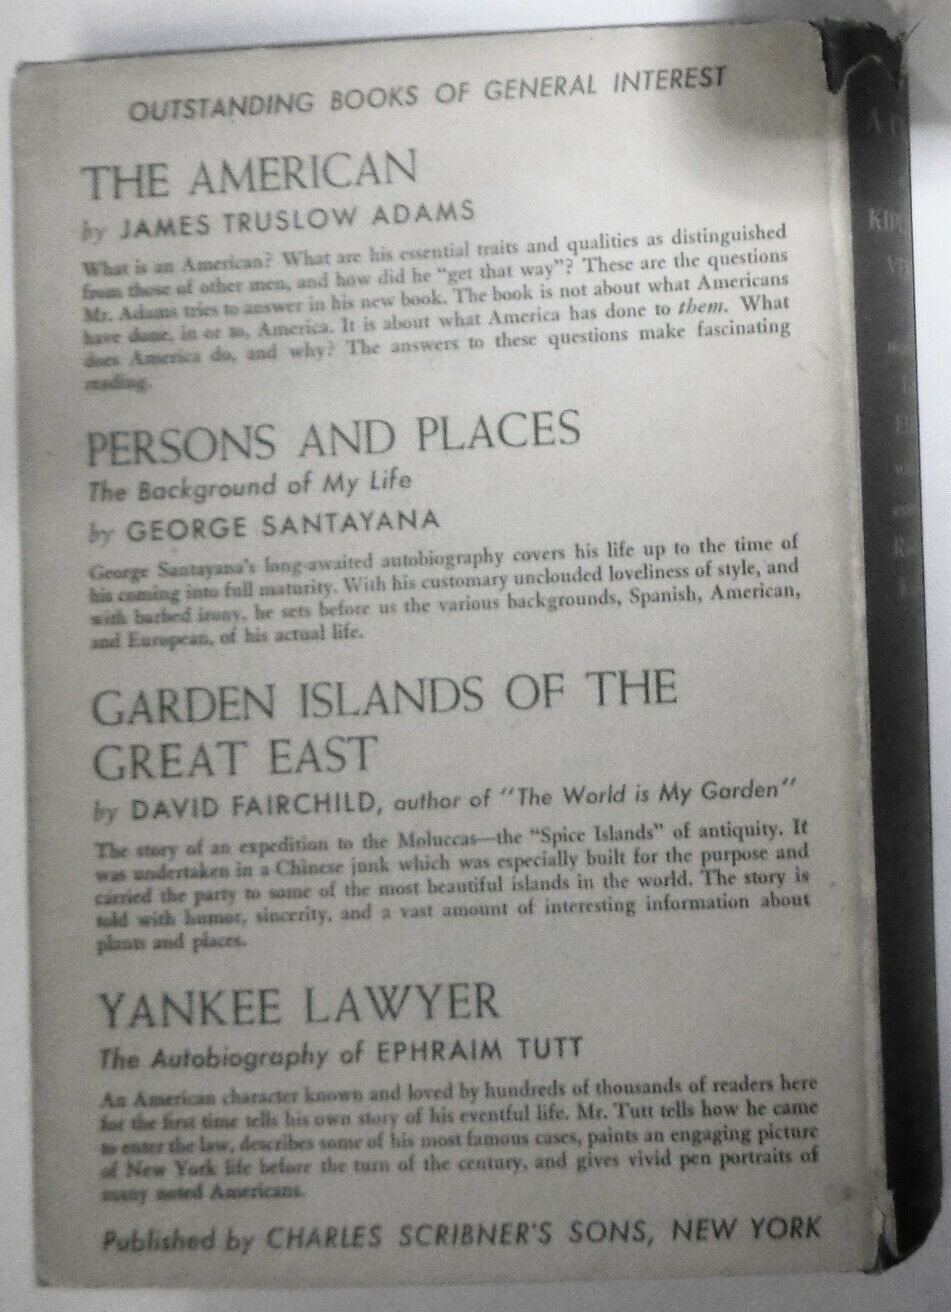 OUTSTANDING BOOKS OF GENERAL INTEREST
THE AMERICAN
by JAMES TRUSLOW ADAMS
What is an American? What are his essential traits and qualities as distinguished
from those of other men, and how did he "get that way"? These are the questions
Mr. Adams tries to answer in his new book. The book is not about what Americans
have done, in or to, America. It is about what America has done to them. What
does America do, and why? The answers to these questions make fascinating
reading.
PERSONS AND PLACES
The Background of My Life
by GEORGE SANTAYANA
George Santayana's long-awaited autobiography covers his life up to the time of
his coming into full maturity. With his customary unclouded loveliness of style, and
with barbed irony, he sets before us the various backgrounds, Spanish, American,
and European, of his actual life.
GARDEN ISLANDS OF THE
GREAT EAST
by DAVID FAIRCHILD, author of "The World is My Garden"
The story of an expedition to the Moluccas—the "Spice Islands" of antiquity. It
was undertaken in a Chinese junk which was especially built for the purpose and
carried the party to some of the most beautiful islands in the world. The story is
told with humor, sincerity, and a vast amount of interesting information about
plants and places.
YANKEE LAWYER
The Autobiography of EPHRAIM TUTT
An American character known and loved by hundreds of thousands of readers here
for the first time tells his own story of his eventful life. Mr. Tutt tells how he came
to enter the law, describes some of his most famous cases, paints an engaging picture
of New York life before the turn of the century, and gives vivid pen portraits of
many noted Americans.
Published by CHARLES SCRIBNER'S SONS, NEW YORK